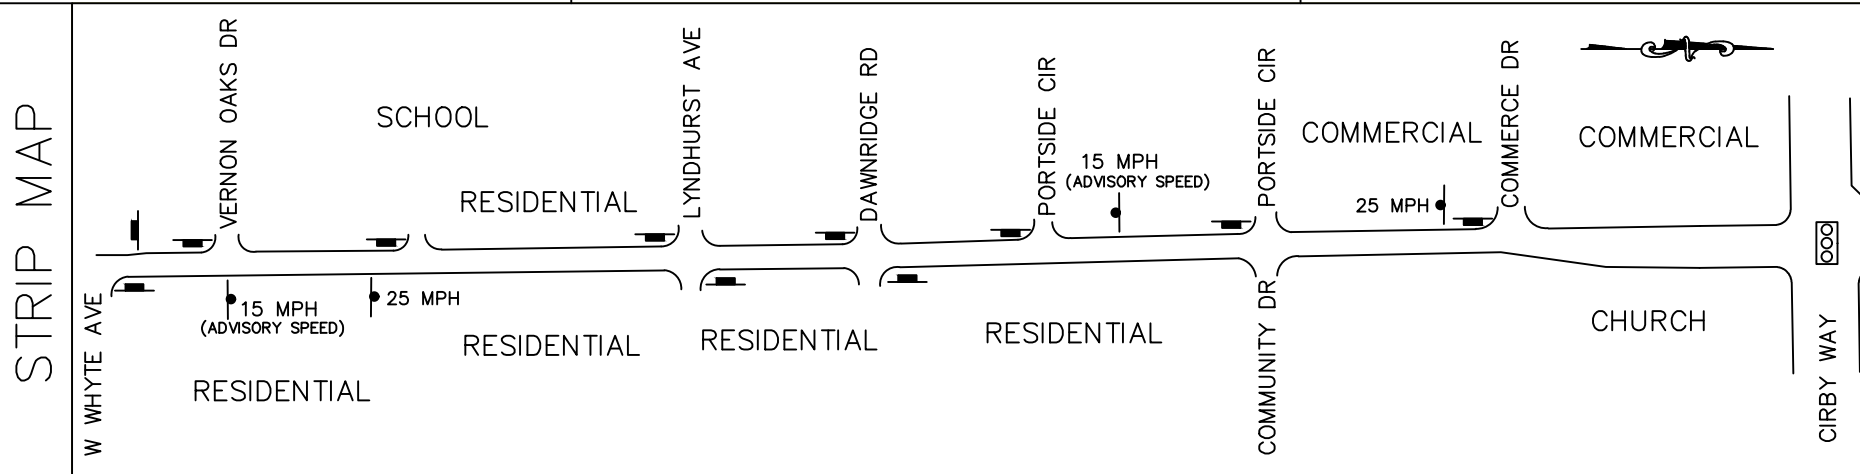 STRIP MAP
VERNON OAKS DR
SCHOOL
RESIDENTIAL
LYNDHURST AVE
DAWNRIDGE RD
PORTSIDE CIR
15 MPH
(ADVISORY SPEED)
PORTSIDE CIR
COMMERCIAL
25 MPH
COMMERCE DR
COMMERCIAL
W WHYTE AVE
15 MPH
(ADVISORY SPEED)
25 MPH
RESIDENTIAL
RESIDENTIAL
RESIDENTIAL
RESIDENTIAL
COMMUNITY DR
CHURCH
CIRBY WAY